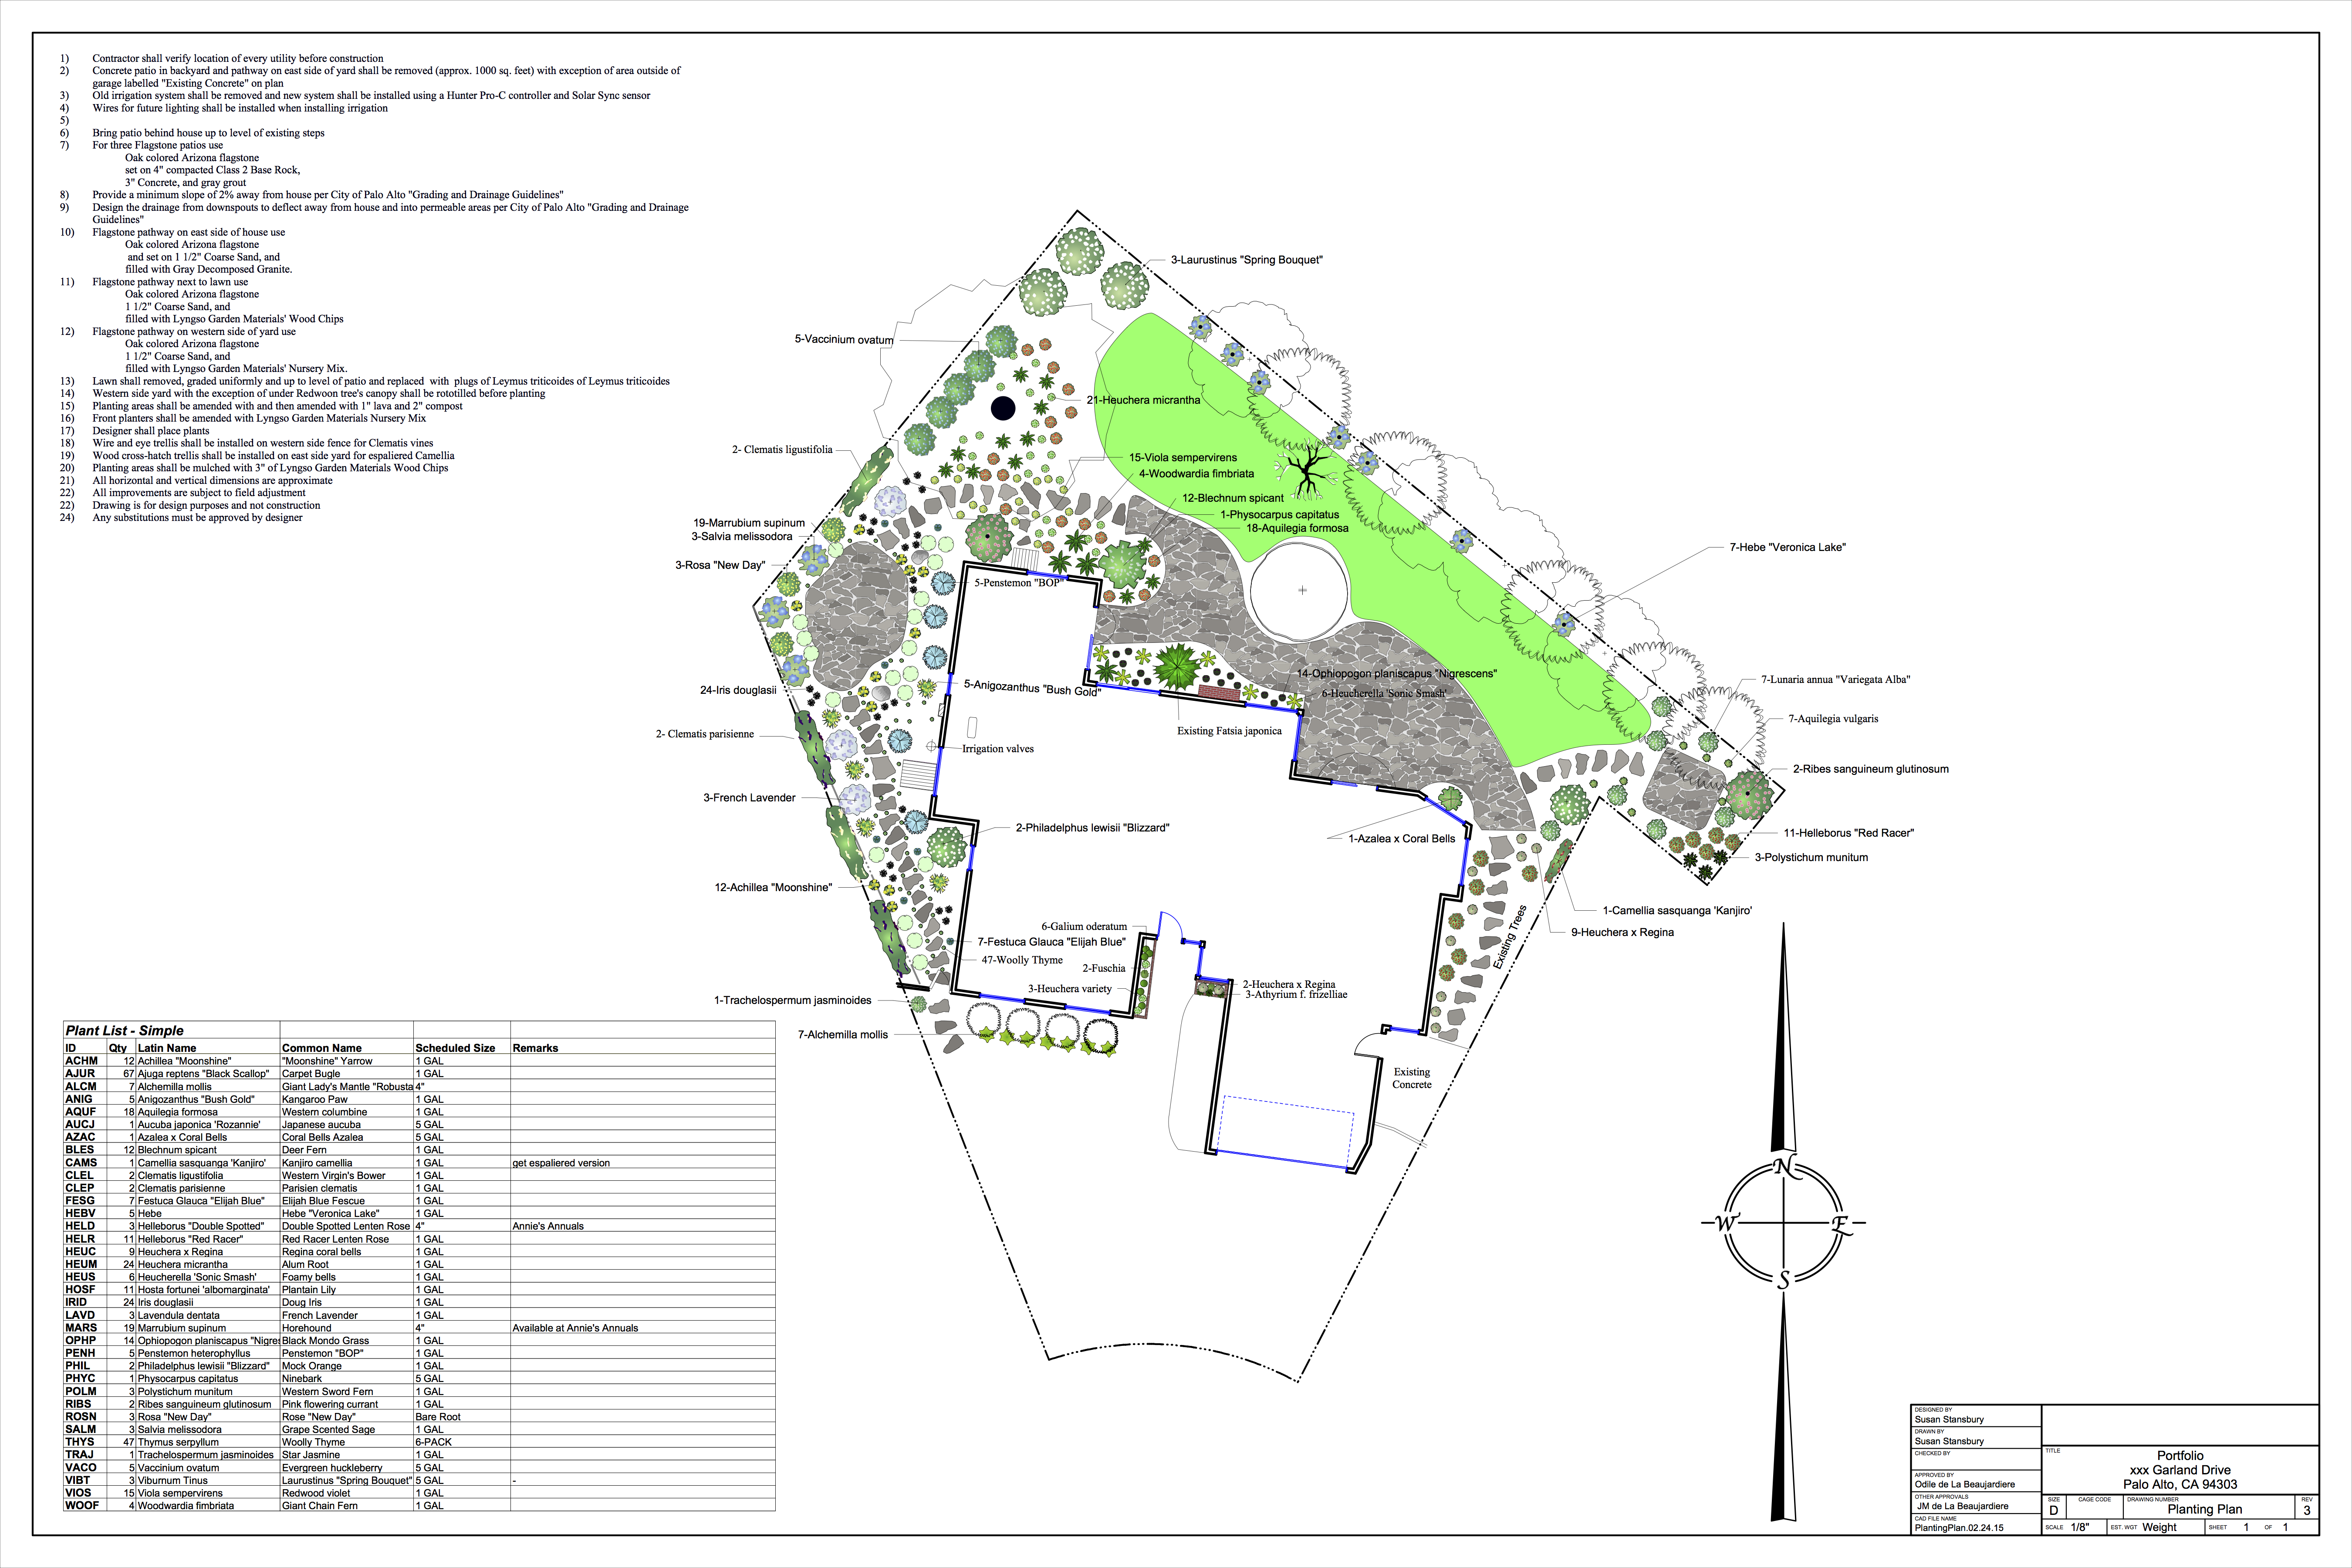 1) Contractor shall verify location of every utility before construction
2) Concrete patio in backyard and pathway on east side of yard shall be removed (approx. 1000 sq. feet) with exception of area outside of
garage labelled "Existing Concrete" on plan
3) Old irrigation system shall be removed and new system shall be installed using a Hunter Pro-C controller and Solar Sync sensor
4) Wires for future lighting shall be installed when installing irrigation
5)
6) Bring patio behind house up to level of existing steps
7) For three Flagstone patios use
Oak colored Arizona flagstone
set on 4" compacted Class 2 Base Rock,
3" Concrete, and gray grout
8) Provide a minimum slope of 2% away from house per City of Palo Alto "Grading and Drainage Guidelines"
9) Design the drainage from downspouts to deflect away from house and into permeable areas per City of Palo Alto "Grading and Drainage
Guidelines"
10) Flagstone pathway on east side of house use
Oak colored Arizona flagstone
and set on 1 1/2" Coarse Sand, and
filled with Gray Decomposed Granite.
11) Flagstone pathway next to lawn use
Oak colored Arizona flagstone
1 1/2" Coarse Sand, and
filled with Lyngso Garden Materials' Wood Chips
12) Flagstone pathway on western side of yard use
Oak colored Arizona flagstone
1 1/2" Coarse Sand, and
filled with Lyngso Garden Materials' Nursery Mix.
13) Lawn shall removed, graded uniformly and up to level of patio and replaced with plugs of Leymus triticoides of Leymus triticoides
14) Western side yard with the exception of under Redwoon tree's canopy shall be rototilled before planting
15) Planting areas shall be amended with and then amended with 1" lava and 2" compost
16) Front planters shall be amended with Lyngso Garden Materials Nursery Mix
17) Designer shall place plants
18) Wire and eye trellis shall be installed on western side fence for Clematis vines
19) Wood cross-hatch trellis shall be installed on east side yard for espaliered Camellia
20) Planting areas shall be mulched with 3" of Lyngso Garden Materials Wood Chips
21) All horizontal and vertical dimensions are approximate
22) All improvements are subject to field adjustment
22) Drawing is for design purposes and not construction
24) Any substitutions must be approved by designer
3-Laurustinus "Spring Bouquet"
5-Vaccinium ovatum
21-Heuchera micrantha
2- Clematis ligustifolia
15-Viola sempervirens
4-Woodwardia fimbriata
12-Blechnum spicant
1-Physocarpus capitatus
18-Aquilegia formosa
19-Marrubium supinum
3-Salvia melissodora
3-Rosa "New Day"
7-Hebe "Veronica Lake"
5-Penstemon "BOP"
14-Ophiopogon planiscapus "Nigrescens"
6-Heucherella 'Sonic Smash'
24-Iris douglasii
5-Anigozanthus "Bush Gold"
7-Lunaria annua "Variegata Alba"
7-Aquilegia vulgaris
2- Clematis parisienne
Existing Fatsia japonica
Irrigation valves
2-Ribes sanguineum glutinosum
3-French Lavender
2-Philadelphus lewisii "Blizzard"
1-Azalea x Coral Bells
11-Helleborus "Red Racer"
3-Polystichum munitum
12-Achillea "Moonshine"
1-Camellia sasquanga 'Kanjiro'
9-Heuchera x Regina
Existing Trees
6-Galium oderatum
7-Festuca Glauca "Elijah Blue"
47-Woolly Thyme
2-Fuschia
3-Heuchera variety
2-Heuchera x Regina
3-Athyrium f. frizelliae
1-Trachelospermum jasminoides
7-Alchemilla mollis
Existing
Concrete
Plant List - Simple
ID Qty Latin Name Common Name Scheduled Size Remarks
ACHM 12 Achillea "Moonshine" "Moonshine" Yarrow 1 GAL
AJUR 67 Ajuga reptens "Black Scallop" Carpet Bugle 1 GAL
ALCM 7 Alchemilla mollis Giant Lady's Mantle "Robusta 4"
ANIG 5 Anigozanthus "Bush Gold" Kangaroo Paw 1 GAL
AQUF 18 Aquilegia formosa Western columbine 1 GAL
AUCJ 1 Aucuba japonica 'Rozannie' Japanese aucuba 5 GAL
AZAC 1 Azalea x Coral Bells Coral Bells Azalea 5 GAL
BLES 12 Blechnum spicant Deer Fern 1 GAL
CAMS 1 Camellia sasquanga 'Kanjiro' Kanjiro camellia 1 GAL get espaliered version
CLEL 2 Clematis ligustifolia Western Virgin's Bower 1 GAL
CLEP 2 Clematis parisienne Parisien clematis 1 GAL
FESG 7 Festuca Glauca "Elijah Blue" Elijah Blue Fescue 1 GAL
HEBV 5 Hebe Hebe "Veronica Lake" 1 GAL
HELD 3 Helleborus "Double Spotted" Double Spotted Lenten Rose 4" Annie's Annuals
HELR 11 Helleborus "Red Racer" Red Racer Lenten Rose 1 GAL
HEUC 9 Heuchera x Regina Regina coral bells 1 GAL
HEUM 24 Heuchera micrantha Alum Root 1 GAL
HEUS 6 Heucherella 'Sonic Smash' Foamy bells 1 GAL
HOSF 11 Hosta fortunei 'albomarginata' Plantain Lily 1 GAL
IRID 24 Iris douglasii Doug Iris 1 GAL
LAVD 3 Lavendula dentata French Lavender 1 GAL
MARS 19 Marrubium supinum Horehound 4" Available at Annie's Annuals
OPHP 14 Ophiopogon planiscapus "Nigres Black Mondo Grass 1 GAL
PENH 5 Penstemon heterophyllus Penstemon "BOP" 1 GAL
PHIL 2 Philadelphus lewisii "Blizzard" Mock Orange 1 GAL
PHYC 1 Physocarpus capitatus Ninebark 5 GAL
POLM 3 Polystichum munitum Western Sword Fern 1 GAL
RIBS 2 Ribes sanguineum glutinosum Pink flowering currant 1 GAL
ROSN 3 Rosa "New Day" Rose "New Day" Bare Root
SALM 3 Salvia melissodora Grape Scented Sage 1 GAL
THYS 47 Thymus serpyllum Woolly Thyme 6-PACK
TRAJ 1 Trachelospermum jasminoides Star Jasmine 1 GAL
VACO 5 Vaccinium ovatum Evergreen huckleberry 5 GAL
VIBT 3 Viburnum Tinus Laurustinus "Spring Bouquet" 5 GAL -
VIOS 15 Viola sempervirens Redwood violet 1 GAL
WOOF 4 Woodwardia fimbriata Giant Chain Fern 1 GAL
N
W E
S
DESIGNED BY
Susan Stansbury
DRAWN BY
Susan Stansbury
CHECKED BY
APPROVED BY
Odile de La Beaujardiere
OTHER APPROVALS
JM de La Beaujardiere
CAD FILE NAME
PlantingPlan.02.24.15
TITLE
Portfolio
xxx Garland Drive
Palo Alto, CA 94303
SIZE D CAGE CODE DRAWING NUMBER Planting Plan REV 3
SCALE 1/8" EST. WGT Weight SHEET 1 OF 1